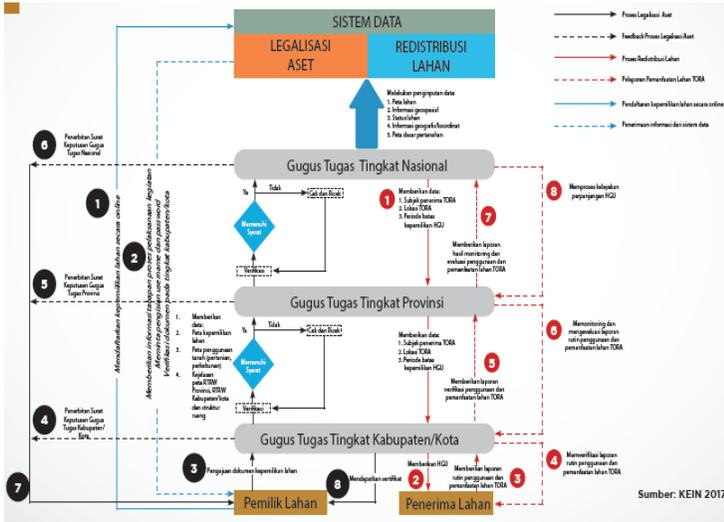 SISTEM DATA
LEGALISASI
ASET
REDISTRIBUSI
LAHAN
Proses Legalisasi Aset
Feedback Proses Legalisasi Aset
Proses Redistribusi Lahan
Pelaporan Pemanfaatan Lahan TORA
Pendaftaran kepemilikan lahan secara online
Penerimaan informasi dari sistem data
Melakukan penginputan data:
1. Peta lahan
2. Informasi geospasial
3. Status lahan
4. Informasi geografis/koordinat
5. Peta dasar pertanahan
6
Penerbitan Surat
Keputusan Gugus
Tugas Nasional
Gugus Tugas Tingkat Nasional
Ya
Tidak
Cek dan Ricek
Memenuhi
Syarat
Verifikasi
1
Memberikan data:
1. Subjek penerima TORA
2. Lokasi TORA
3. Periode batas
kepemilikan HGU
7
Memberikan laporan
hasil monitoring dan
evaluasi penggunaan dan
pemanfaatan lahan TORA
8
Memproses kelayakan
perpanjangan HGU
1
Mendaftarkan kepemilikan lahan secara online
2
Memberikan informasi tahapan proses pelaksanaan kegiatan
Meminta pengisian username dan password
Verifikasi dokumen pada tingkat kabupaten/kota
5
Penerbitan Surat
Keputusan Gugus
Tugas Provinsi
Gugus Tugas Tingkat Provinsi
1. Memberikan
data:
2. Peta kepemilikan
lahan
3. Peta penggunaan
tanah (pertanian,
perkebunan)
4. Kejelasan
peta RTRW
Provinsi, RTRW
Kabupaten/kota
dan struktur
ruang
Ya
Tidak
Cek dan Ricek
Memenuhi
Syarat
Verifikasi
Memberikan data:
1. Subjek penerima TORA
2. Lokasi TORA
3. Periode batas
kepemilikan HGU
5
Memberikan laporan
verifikasi penggunaan dan
pemanfaatan lahan TORA
6
Memonitoring dan
mengevaluasi laporan
rutin penggunaan dan
pemanfaatan lahan TORA
4
Penerbitan Surat
Keputusan Gugus
Tugas Kabupaten/
Kota
Gugus Tugas Tingkat Kabupaten/Kota
3
Pengajaan dokumen kepemilikan lahan
8
Mendapatkan sertifikat
Memberikan HGU
2
Memberikan laporan
rutin penggunaan dan
pemanfaatan lahan TORA
3
4
Memverifikasi laporan
rutin penggunaan dan
pemanfaatan lahan TORA
7
Pemilik Lahan
Penerima Lahan
Sumber: KEIN 2017